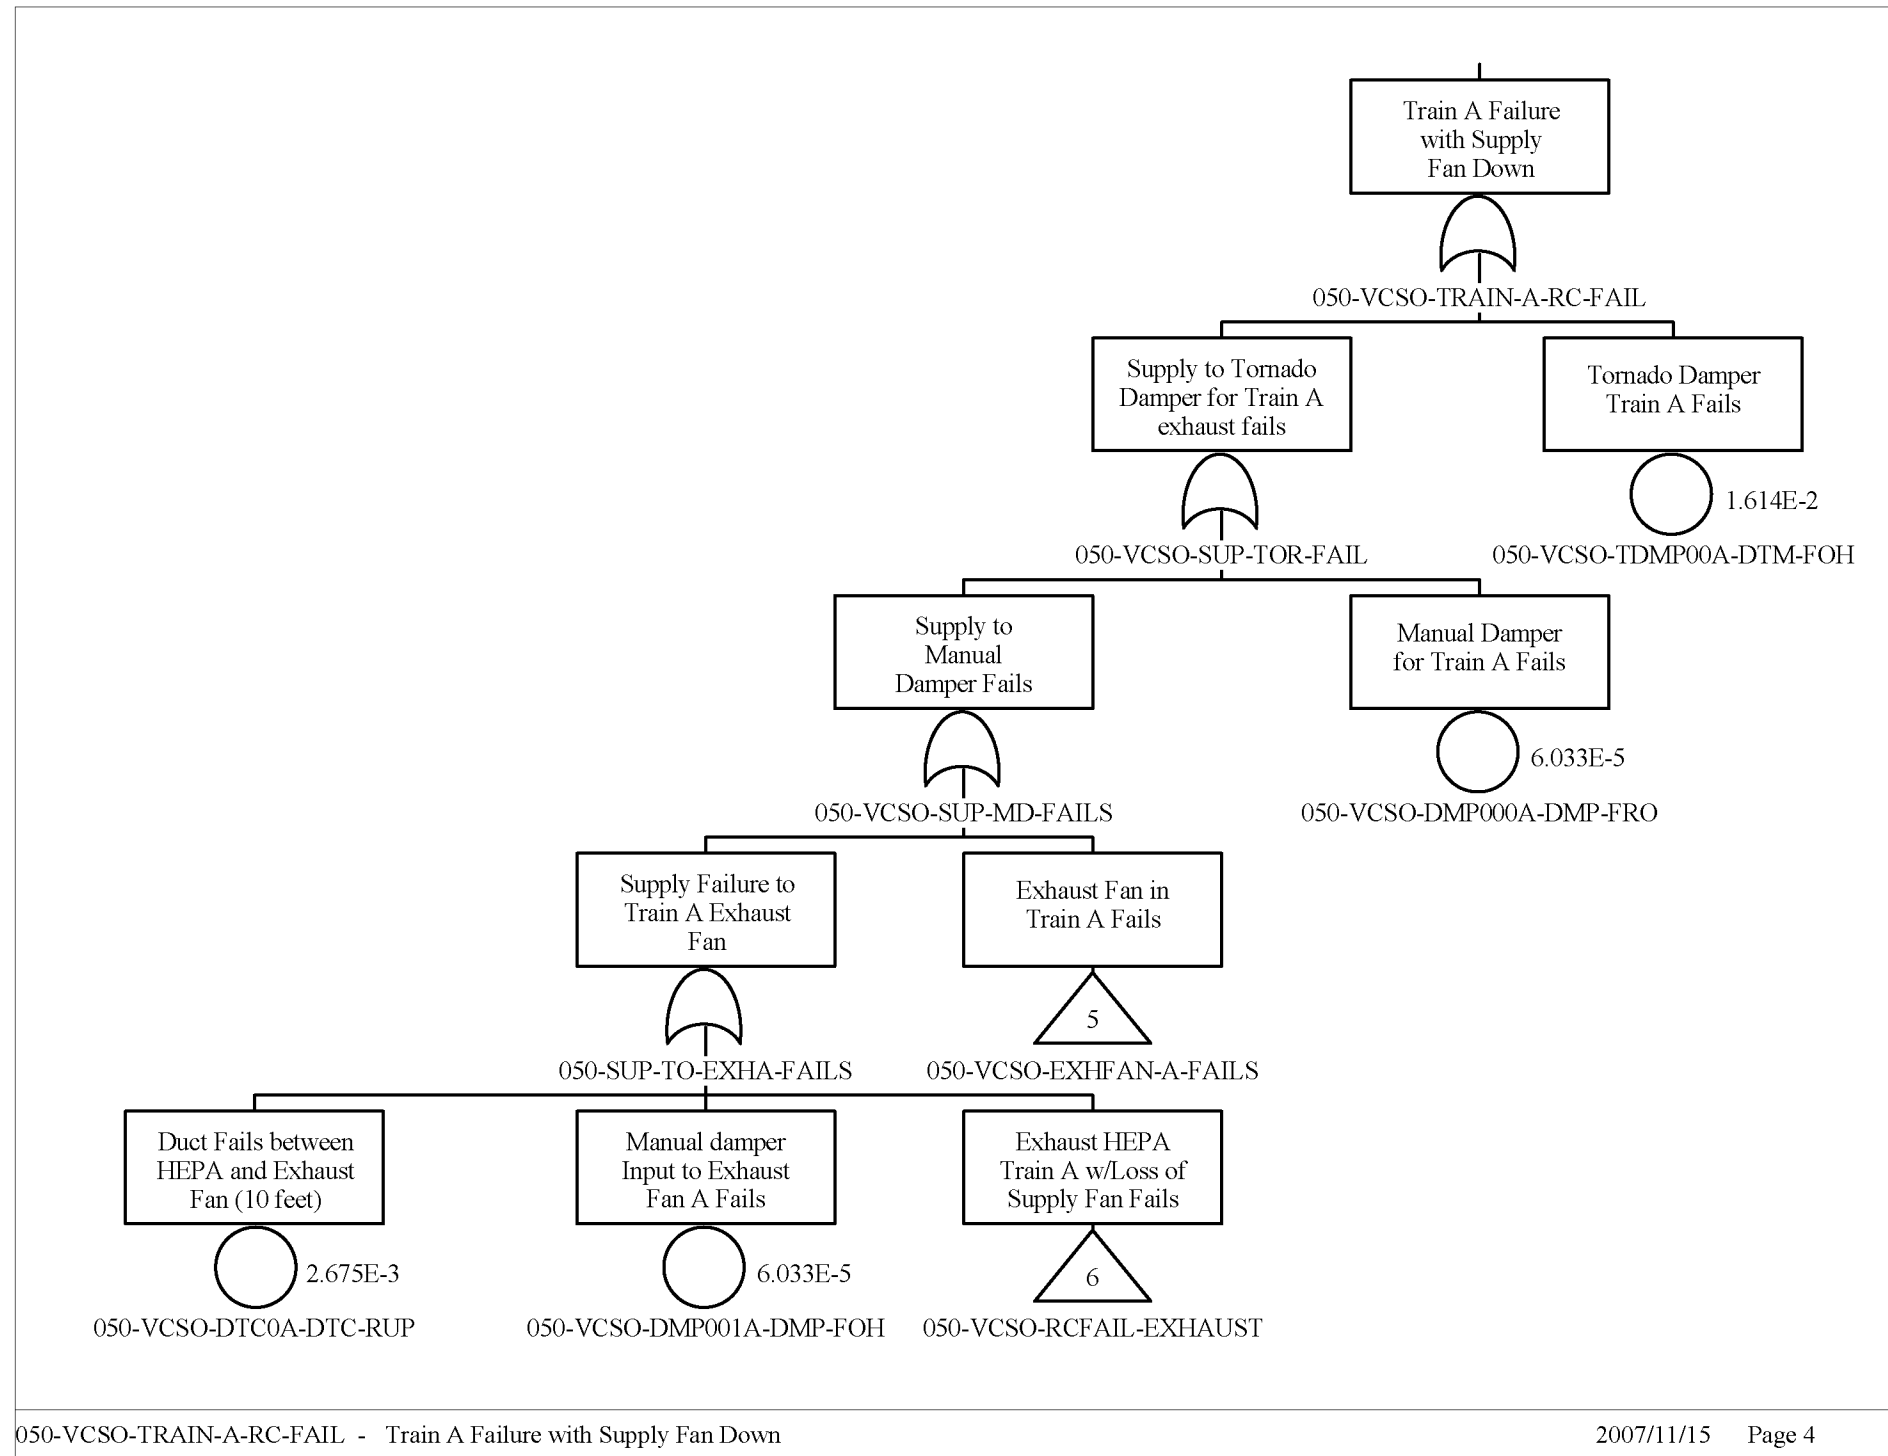 Train A Failure
with Supply
Fan Down
050-VCSO-TRAIN-A-RC-FAIL
Supply to Tornado
Damper for Train A
exhaust fails
Tornado Damper
Train A Fails
1.614E-2
050-VCSO-SUP-TOR-FAIL
050-VCSO-TDMP00A-DTM-FOH
Supply to
Manual
Damper Fails
Manual Damper
for Train A Fails
6.033E-5
050-VCSO-SUP-MD-FAILS
050-VCSO-DMP000A-DMP-FRO
Supply Failure to
Train A Exhaust
Fan
Exhaust Fan in
Train A Fails
5
050-SUP-TO-EXHA-FAILS
050-VCSO-EXHFAN-A-FAILS
Duct Fails between
HEPA and Exhaust
Fan (10 feet)
Manual damper
Input to Exhaust
Fan A Fails
Exhaust HEPA
Train A w/Loss of
Supply Fan Fails
2.675E-3
6.033E-5
6
050-VCSO-DTC0A-DTC-RUP
050-VCSO-DMP001A-DMP-FOH
050-VCSO-RCFAIL-EXHAUST
050-VCSO-TRAIN-A-RC-FAIL - Train A Failure with Supply Fan Down
2007/11/15 Page 4